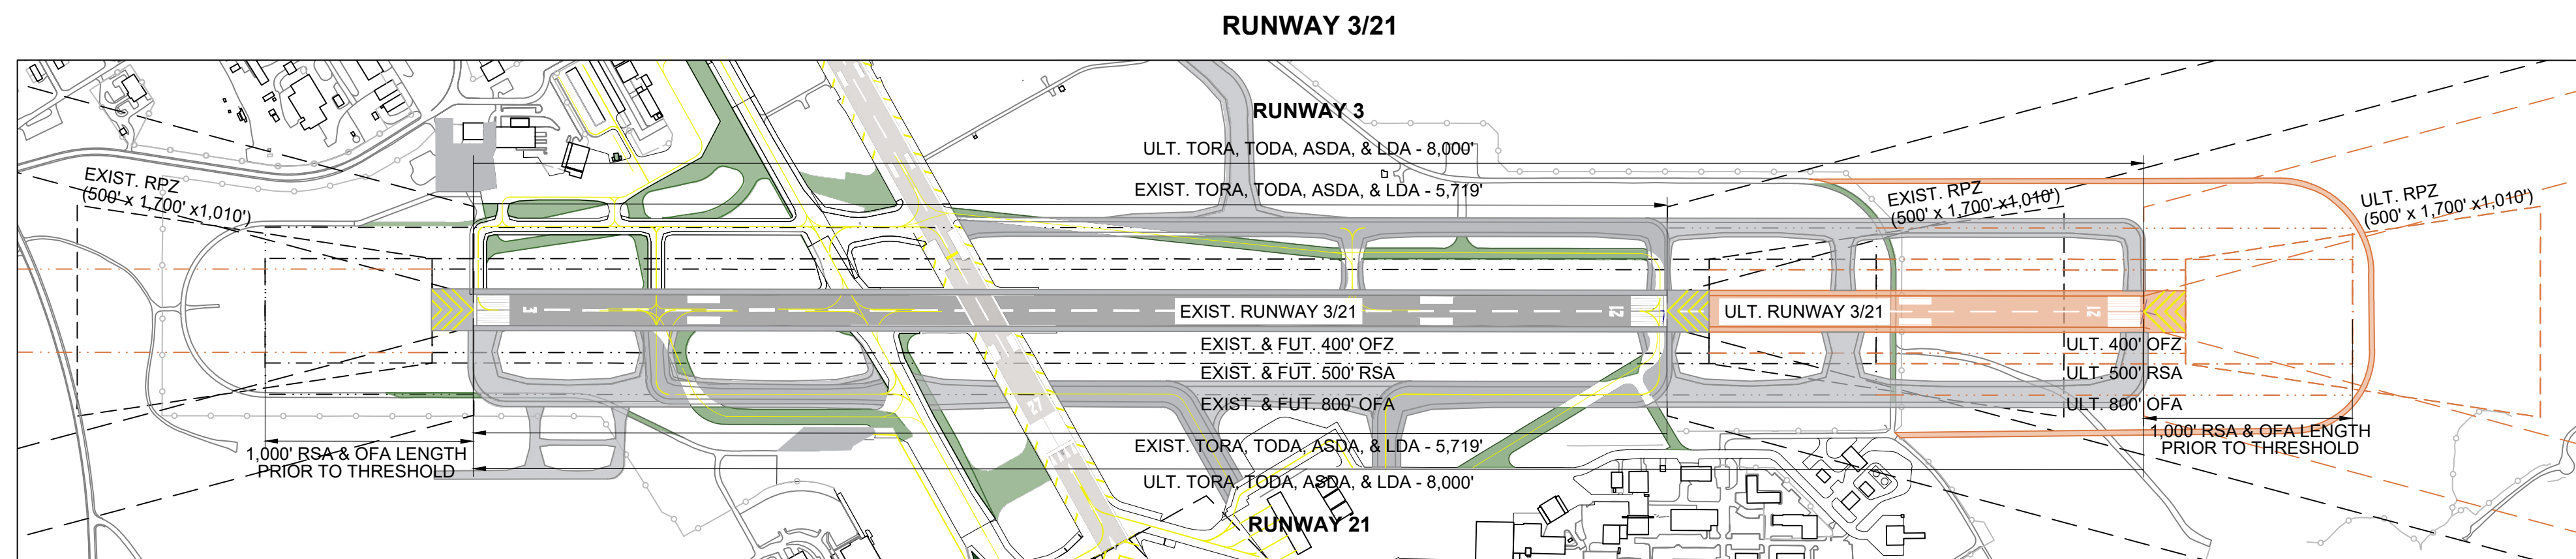 RUNWAY 3/21
RUNWAY 3
ULT. TORA, TODA, ASDA, & LDA - 8,000'
EXIST. TORA, TODA, ASDA, & LDA - 5,719'
EXIST. RPZ
(500' x 1,700' x1,010')
EXIST. RPZ
(500' x 1,700' x1,010')
ULT. RPZ
(500' x 1,700' x1,010')
3
EXIST. RUNWAY 3/21
21
ULT. RUNWAY 3/21
21
EXIST. & FUT. 400' OFZ
ULT. 400' OFZ
EXIST. & FUT. 500' RSA
ULT. 500' RSA
EXIST. & FUT. 800' OFA
ULT. 800' OFA
27
1,000' RSA & OFA LENGTH
PRIOR TO THRESHOLD
EXIST. TORA, TODA, ASDA, & LDA - 5,719'
1,000' RSA & OFA LENGTH
PRIOR TO THRESHOLD
ULT. TORA, TODA, ASDA, & LDA - 8,000'
RUNWAY 21